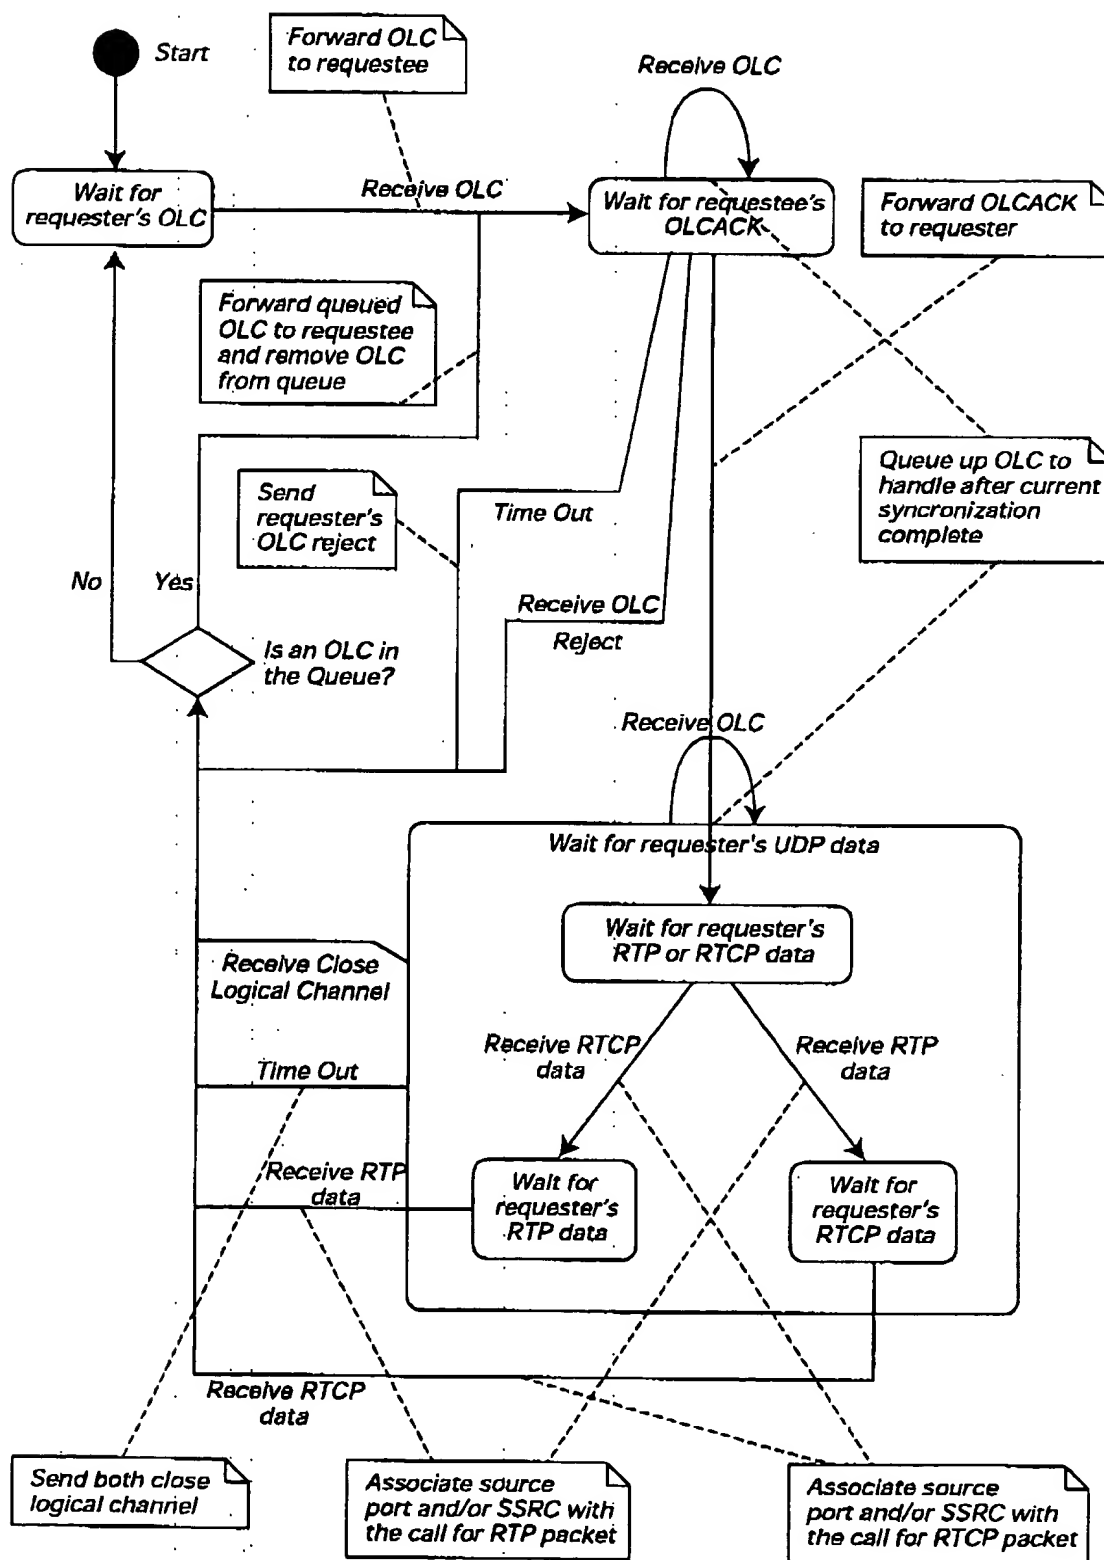 Start
Forward OLC
to requestee
Receive OLC
Wait for
requester's OLC
Receive OLC
Wait for requestee's
OLCACK
Forward OLCACK
to requester
Forward queued
OLC to requestee
and remove OLC
from queue
Queue up OLC to
handle after current
syncronization
complete
Send
requester's
OLC reject
Time Out
No
Yes
Receive OLC
Reject
Is an OLC in
the Queue?
Receive OLC
Wait for requester's UDP data
Wait for requester's
RTP or RTCP data
Receive Close
Logical Channel
Receive RTCP
data
Receive RTP
data
Time Out
Receive RTP
data
Wait for
requester's
RTP data
Wait for
requester's
RTCP data
Receive RTCP
data
Send both close
logical channel
Associate source
port and/or SSRC with
the call for RTP packet
Associate source
port and/or SSRC with
the call for RTCP packet